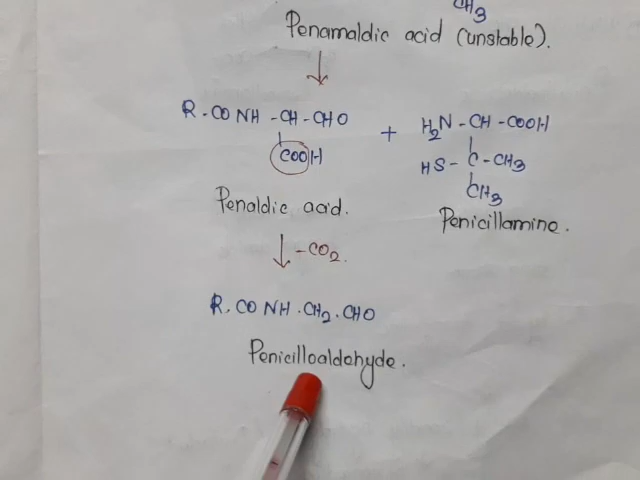 CH3
Penamaldic acid (unstable).
R-CONH-CH-CHO + H2N-CH-COOH
COOH HS-C-CH3
CH3
Penaldic acid. Penicillamine.
-CO2.
R.CONH.CH2.CHO
Penicilloaldehyde.